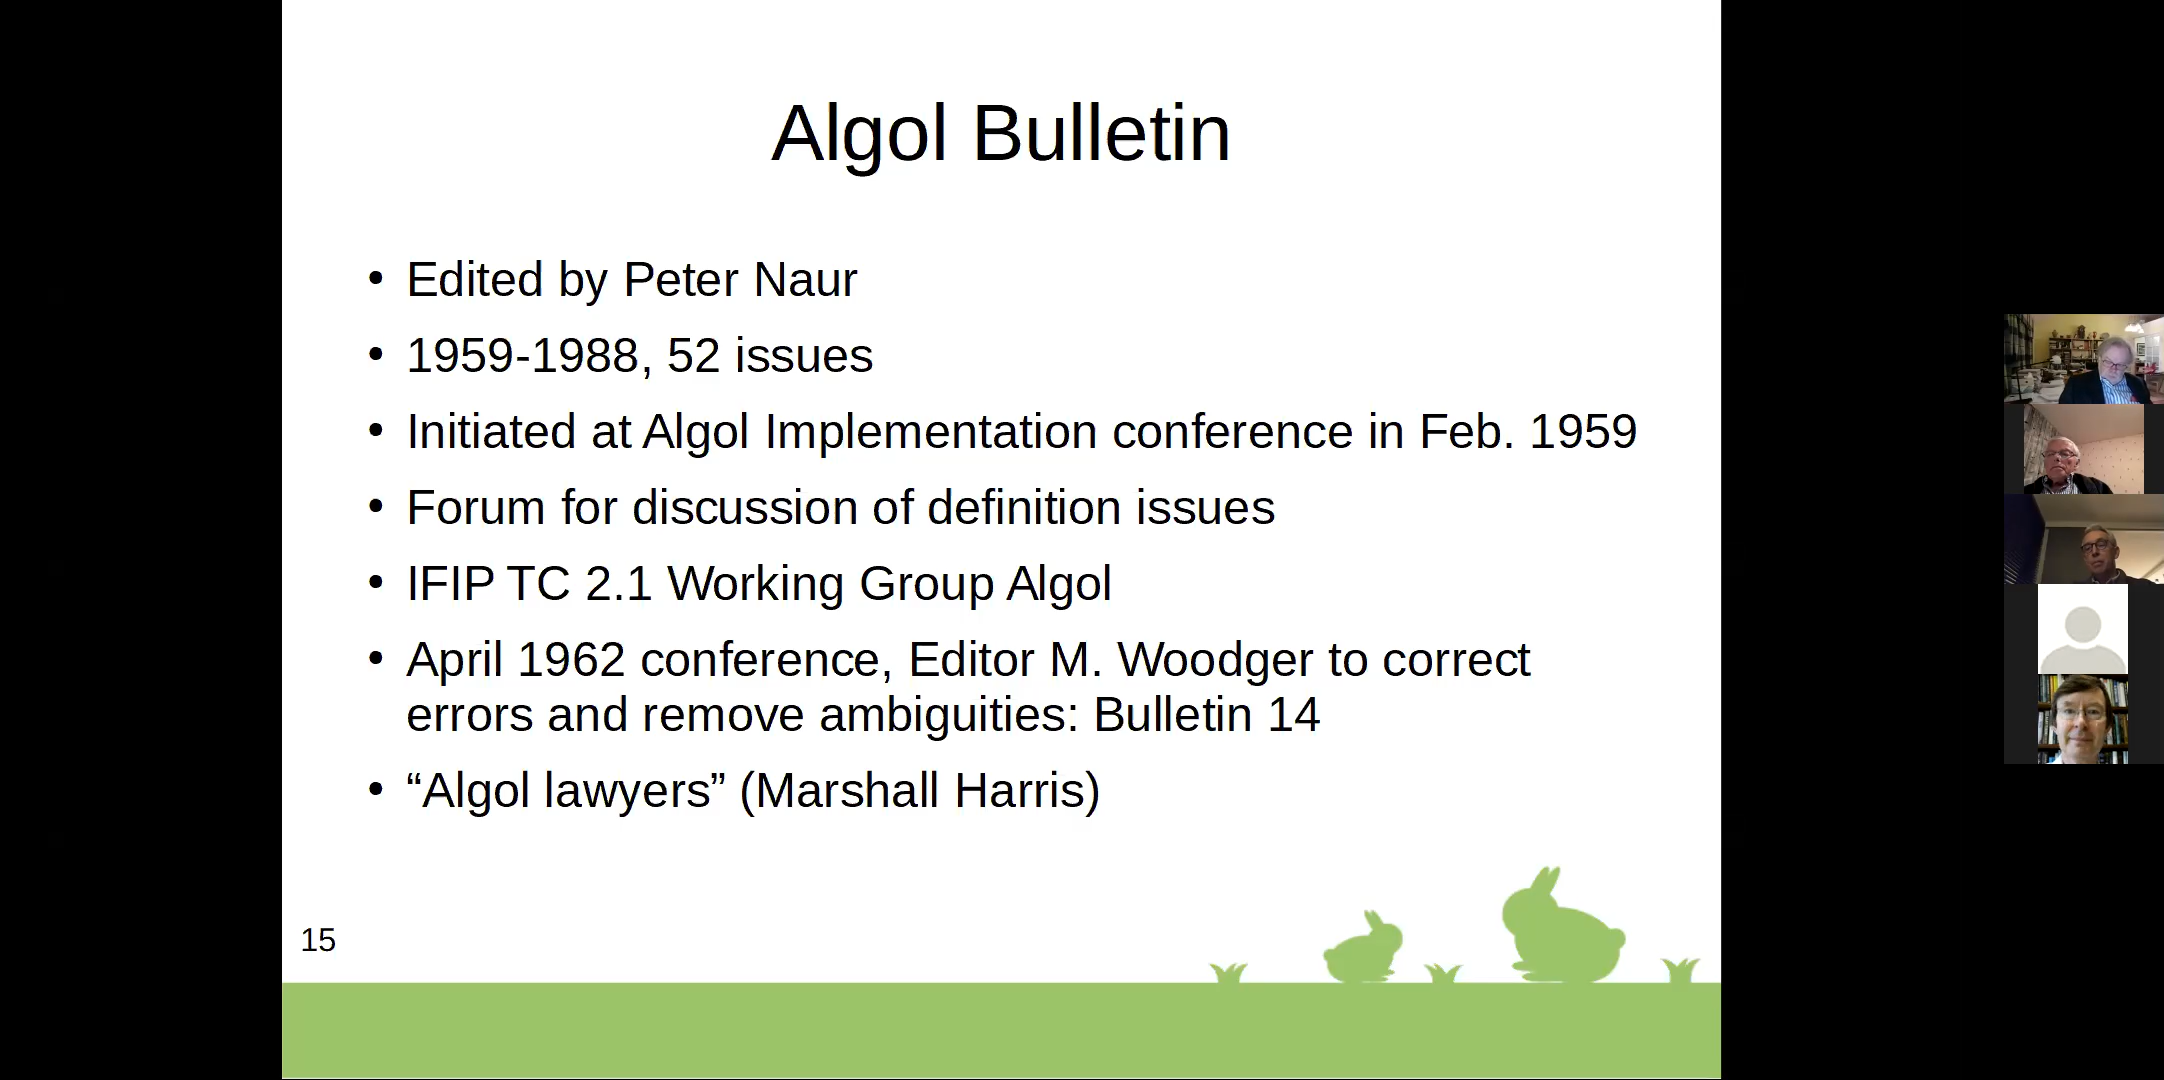 Algol Bulletin
• Edited by Peter Naur
• 1959-1988, 52 issues
• Initiated at Algol Implementation conference in Feb. 1959
• Forum for discussion of definition issues
• IFIP TC 2.1 Working Group Algol
• April 1962 conference, Editor M. Woodger to correct
errors and remove ambiguities: Bulletin 14
• “Algol lawyers” (Marshall Harris)
15